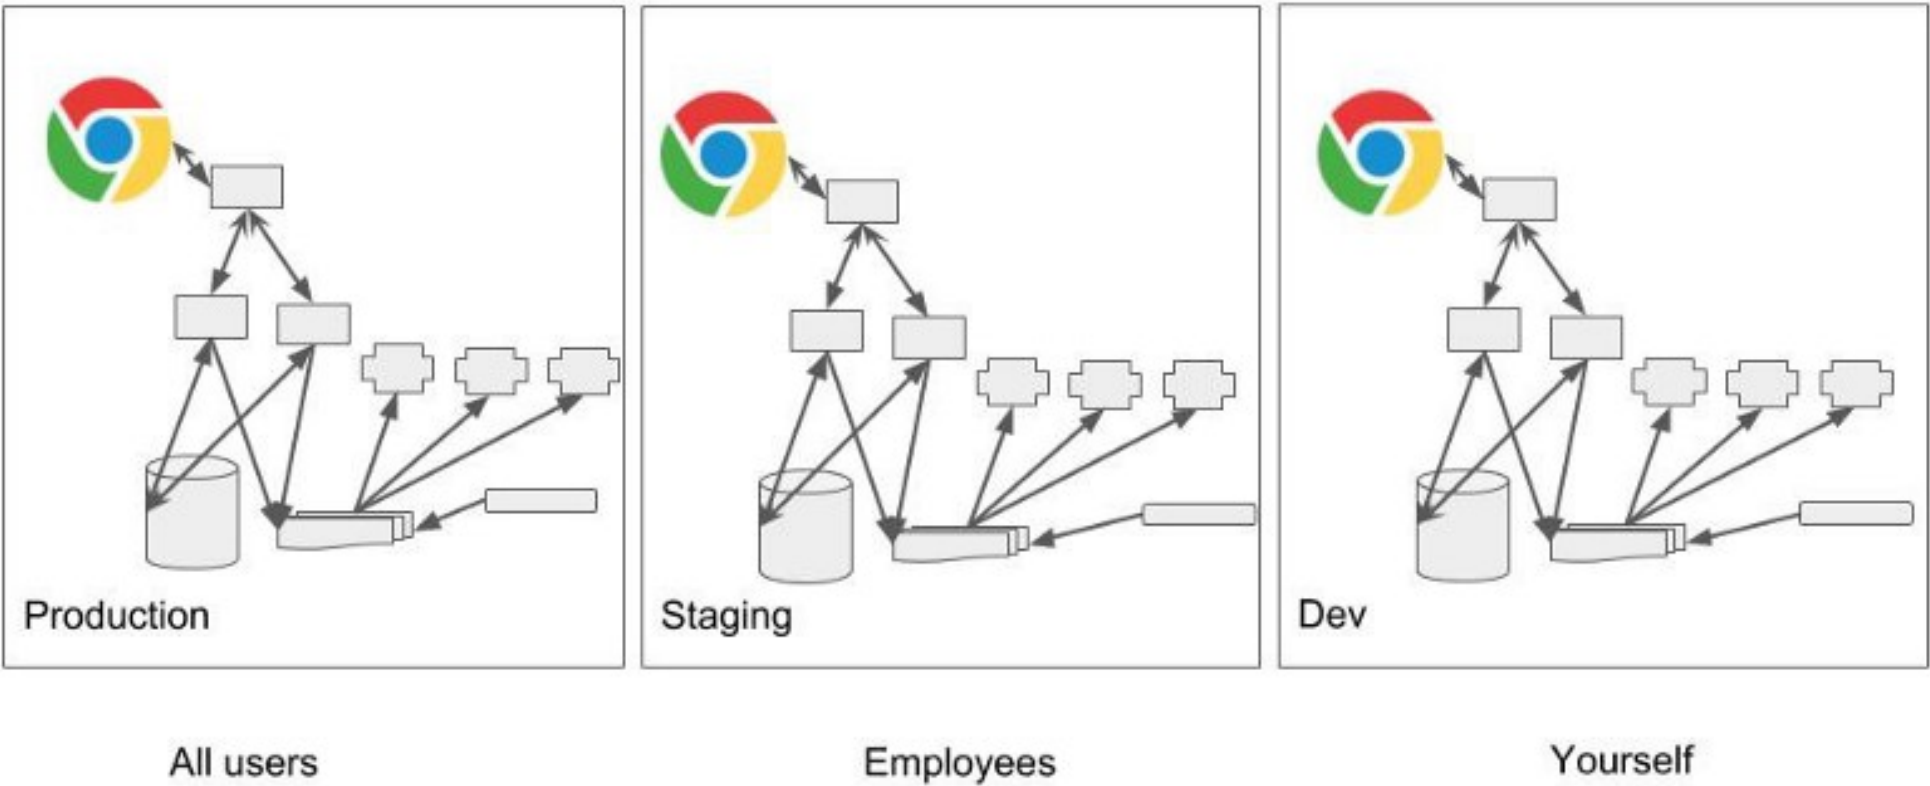 Production
Staging
Dev
All users
Employees
Yourself